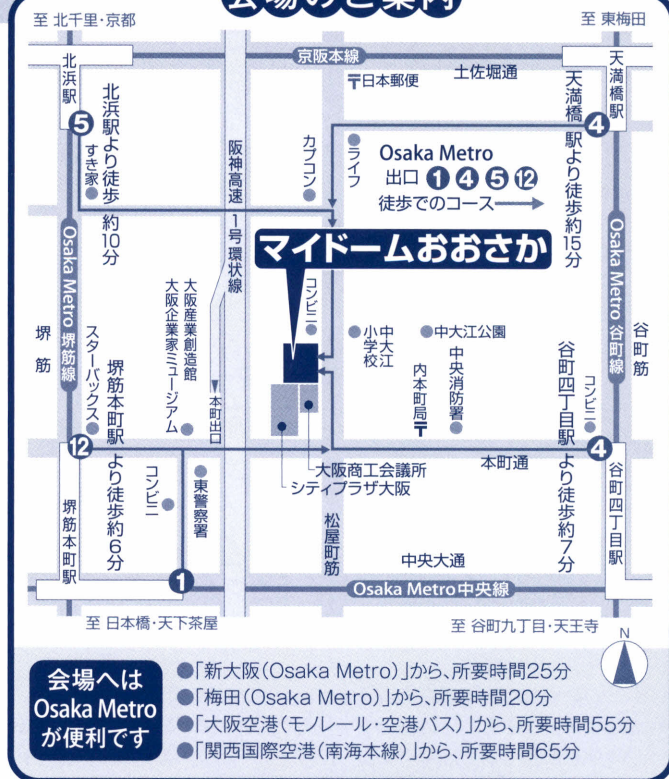 会場のご案内
至 北千里・京都
至 東梅田
京阪本線
土佐堀通
〒日本郵便
北浜駅
天満橋駅
⑤
④
北浜駅より徒歩 約10分
すき家
阪神高速 1号環状線
カプコン
ライフ
Osaka Metro
出口 ① ④ ⑤ ⑫
徒歩でのコース
天満橋 駅より徒歩約15分
マイドームおおさか
Osaka Metro 堺筋線
Osaka Metro 谷町線
堺筋
谷町筋
スターバックス
堺筋本町駅 より徒歩約6分
大阪産業創造館
大阪企業家ミュージアム
本町出口
コンビニ
中大江
小学校
中大江公園
中央消防署
内本町局
〒
谷町四丁目駅 より徒歩約7分
コンビニ
⑫
④
本町通
大阪商工会議所
シティプラザ大阪
コンビニ
東警察署
松屋町筋
堺筋本町駅
谷町四丁目駅
中央大通
①
Osaka Metro中央線
至 日本橋・天下茶屋
至 谷町九丁目・天王寺
N
会場へは
Osaka Metro
が便利です
●「新大阪(Osaka Metro)」から、所要時間25分
●「梅田(Osaka Metro)」から、所要時間20分
●「大阪空港(モノレール・空港バス)」から、所要時間55分
●「関西国際空港(南海本線)」から、所要時間65分